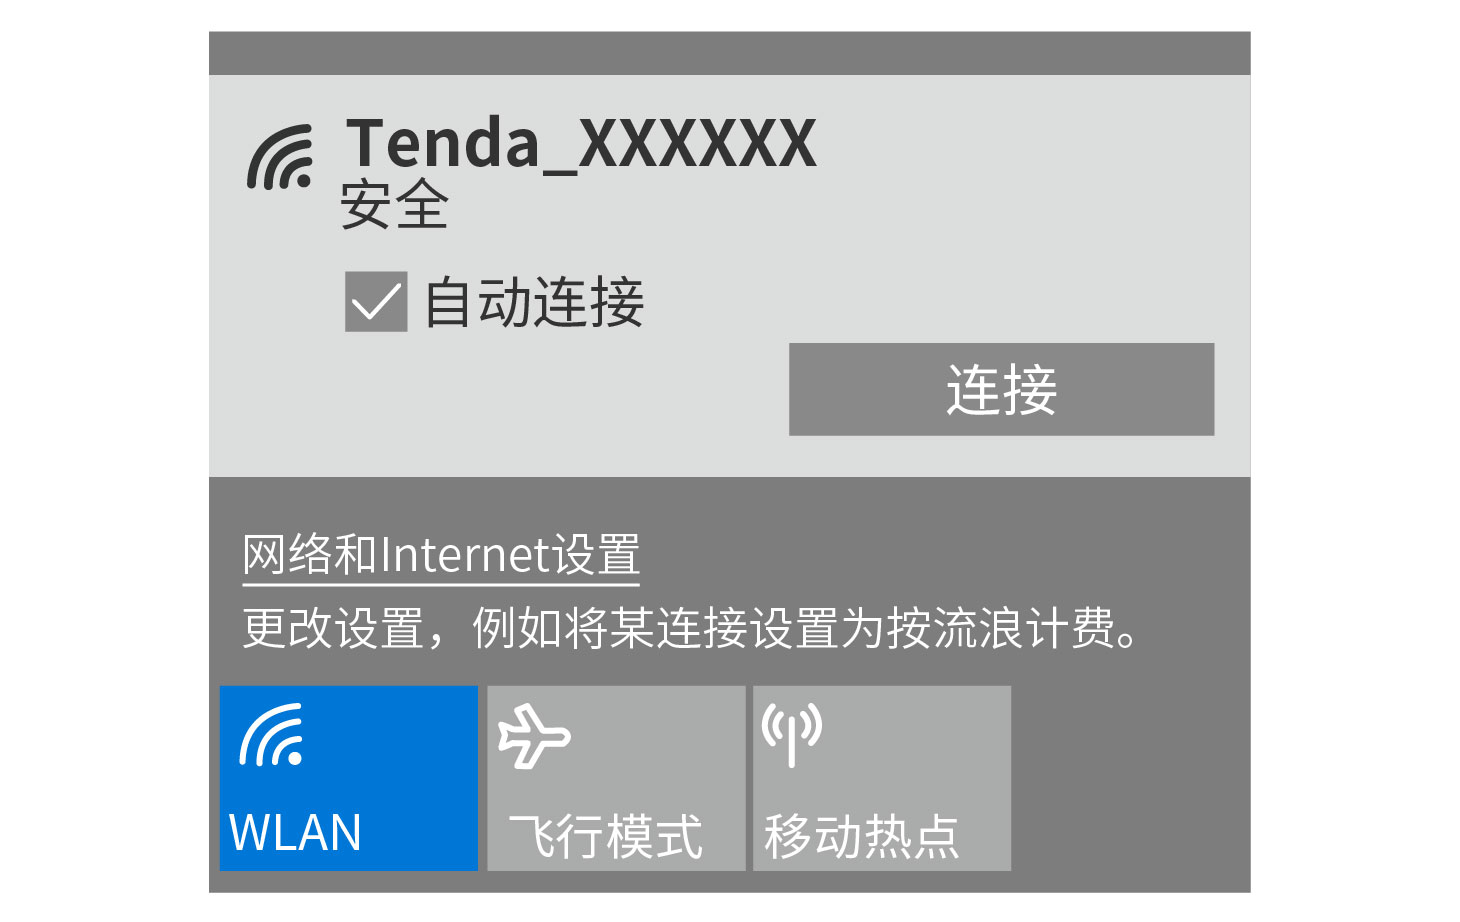 Tenda_XXXXXX
安全
自动连接
连接
网络和Internet设置
更改设置，例如将某连接设置为按流浪计费。
WLAN
飞行模式
移动热点